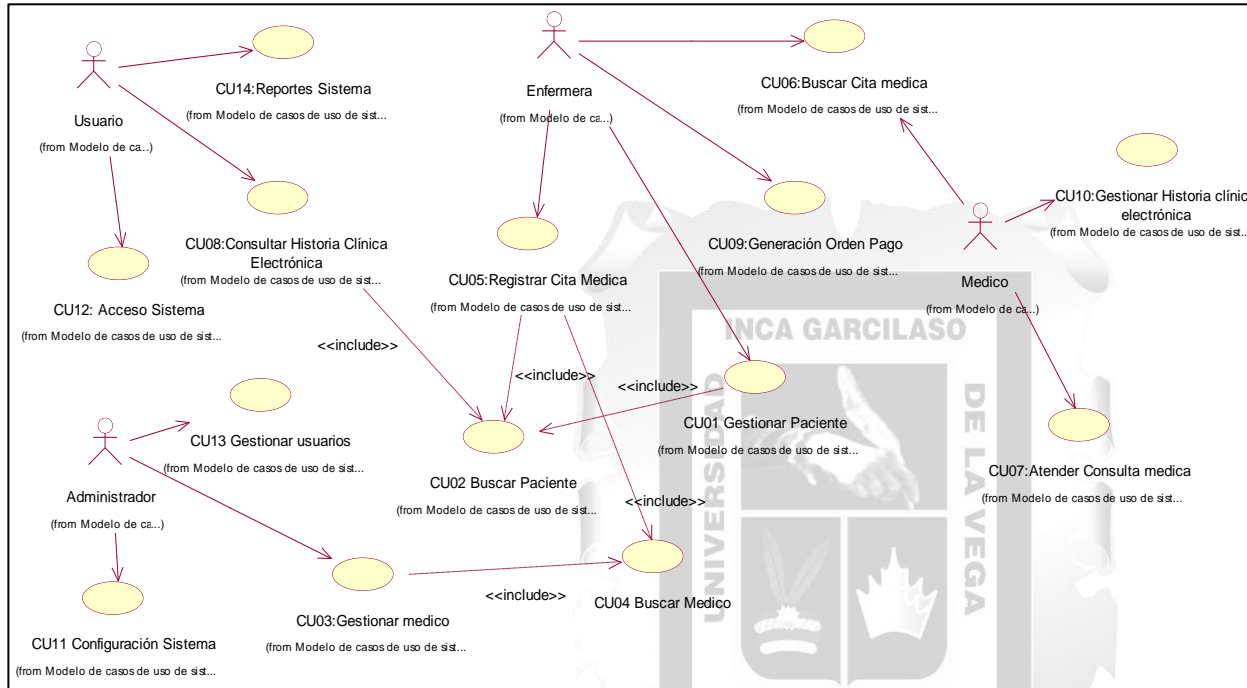 CU14:Reportes Sistema
(from Modelo de casos de uso de sist...
Usuario
(from Modelo de ca...)
Enfermera
(from Modelo de ca...)
CU06:Buscar Cita medica
(from Modelo de casos de uso de sist...
CU10:Gestionar Historia clínic
electrónica
(from Modelo de casos de uso de sist...
CU08:Consultar Historia Clínica
Electrónica
(from Modelo de casos de uso de sist...
CU09:Generación Orden Pago
(from Modelo de casos de uso de sist...
CU05:Registrar Cita Medica
(from Modelo de casos de uso de sist...
CU12: Acceso Sistema
(from Modelo de casos de uso de sist...
Medico
(from Modelo de ca...)
INCA GARCILASO
UNIVERSIDAD
DE LA VEGA
<<include>>
<<include>>
<<include>>
CU13 Gestionar usuarios
(from Modelo de casos de uso de sist...
CU01 Gestionar Paciente
(from Modelo de casos de uso de sist...
CU07:Atender Consulta medica
(from Modelo de casos de uso de sist...
CU02 Buscar Paciente
(from Modelo de casos de uso de sist...
Administrador
(from Modelo de ca...)
<<include>>
<<include>>
CU04 Buscar Medico
CU03:Gestionar medico
(from Modelo de casos de uso de sist...
CU11 Configuración Sistema
(from Modelo de casos de uso de sist...